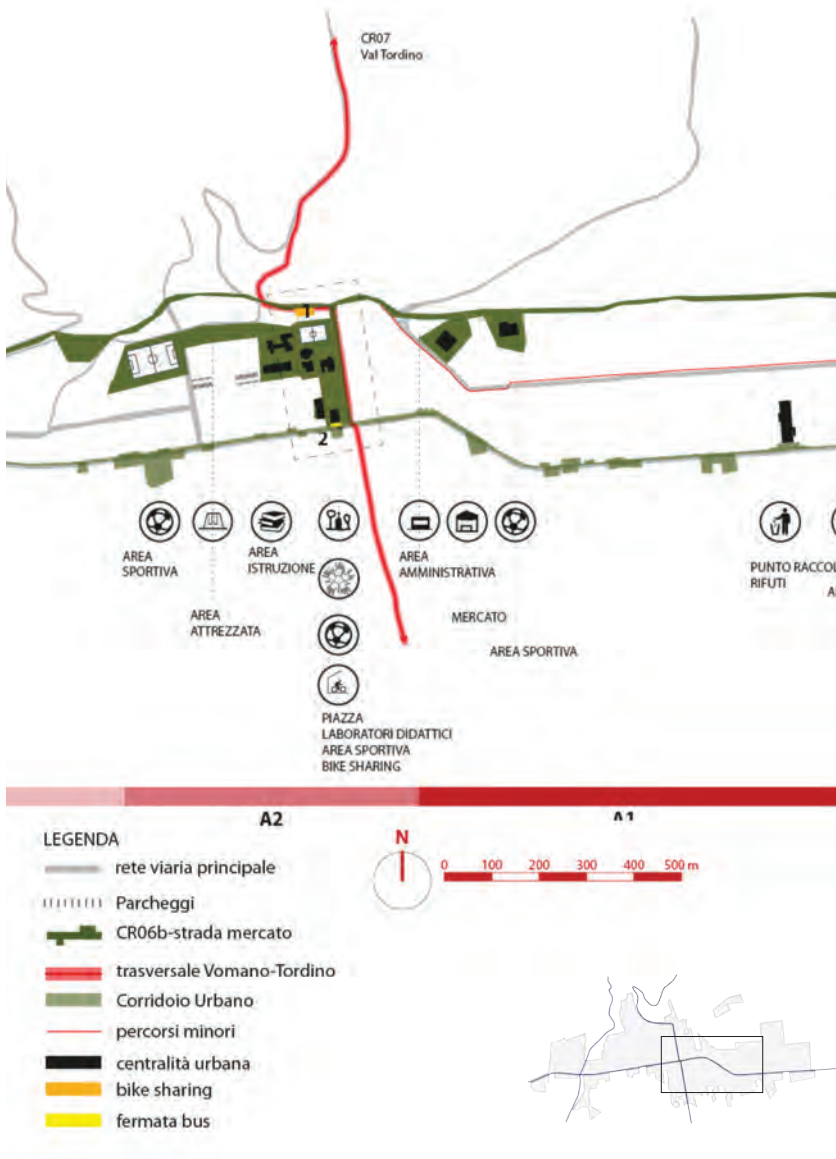 CR07
Val Tordino
1
2
AREA
SPORTIVA
AREA
ATTREZZATA
AREA
ISTRUZIONE
PIAZZA
LABORATORI DIDATTICI
AREA SPORTIVA
BIKE SHARING
AREA
AMMINISTRATIVA
MERCATO
AREA SPORTIVA
PUNTO RACCOL
RIFUTI
A2
A1
LEGENDA
rete viaria principale
Parcheggi
CR06b-strada mercato
trasversale Vomano-Tordino
Corridoio Urbano
percorsi minori
centralità urbana
bike sharing
fermata bus
N
0 100 200 300 400 500 m